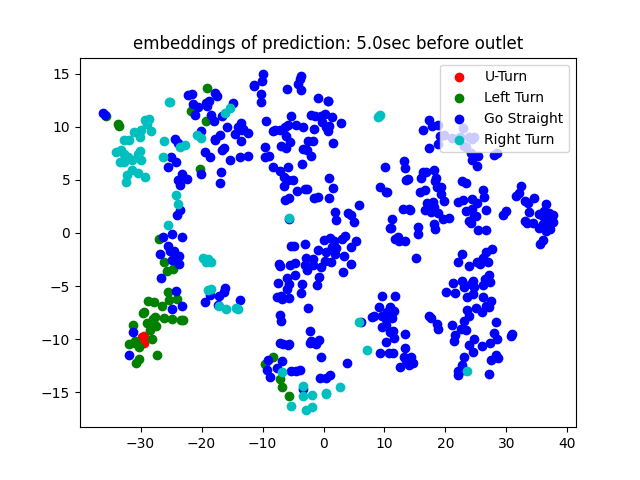 embeddings of prediction: 5.0sec before outlet
U-Turn
Left Turn
Go Straight
Right Turn
15
10
5
0
−5
−10
−15
−30 −20 −10 0 10 20 30 40